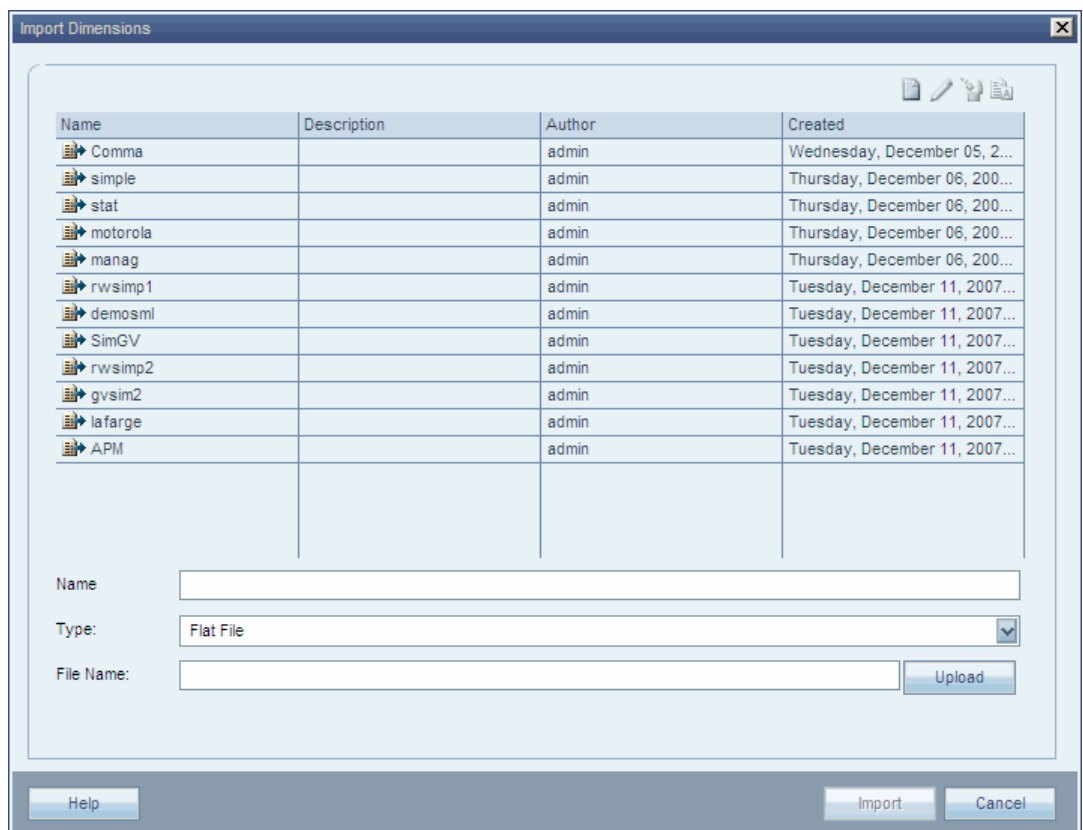 Import Dimensions
Name Description Author Created
Comma admin Wednesday, December 05, 2...
simple admin Thursday, December 06, 200...
stat admin Thursday, December 06, 200...
motorola admin Thursday, December 06, 200...
manag admin Thursday, December 06, 200...
rwsimp1 admin Tuesday, December 11, 2007...
demosml admin Tuesday, December 11, 2007...
SimGV admin Tuesday, December 11, 2007...
rwsimp2 admin Tuesday, December 11, 2007...
gvsim2 admin Tuesday, December 11, 2007...
lafarge admin Tuesday, December 11, 2007...
APM admin Tuesday, December 11, 2007...
Name
Type: Flat File
File Name: Upload
Help Import Cancel